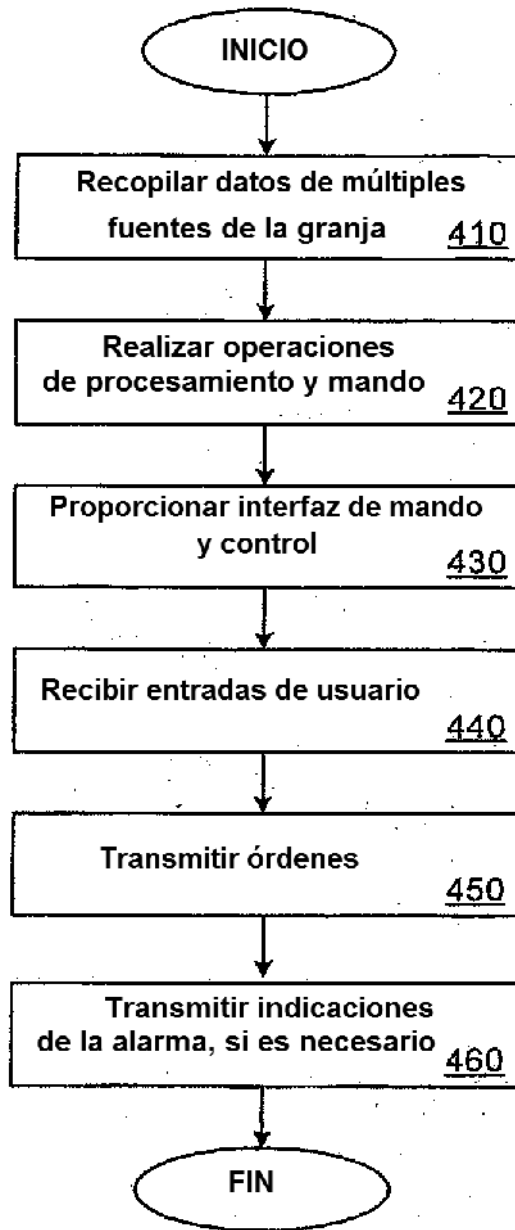 INICIO
Recopilar datos de múltiples
fuentes de la granja 410
Realizar operaciones
de procesamiento y mando 420
Proporcionar interfaz de mando
y control 430
Recibir entradas de usuario
440
Transmitir órdenes
450
Transmitir indicaciones
de la alarma, si es necesario 460
FIN